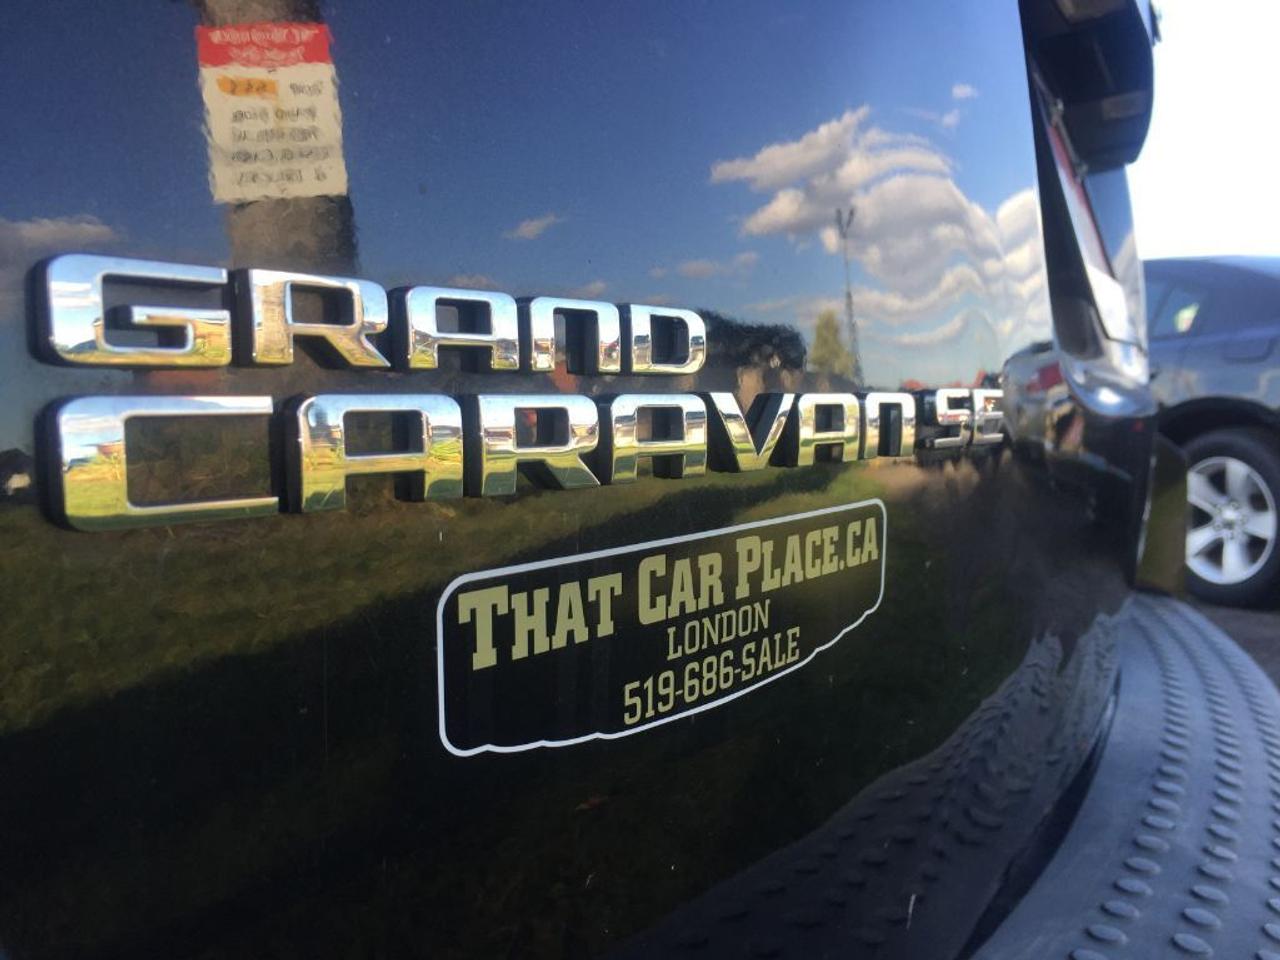 GRAND
CARAVAN SE
THAT CAR PLACE.CA
LONDON
519-686-SALE